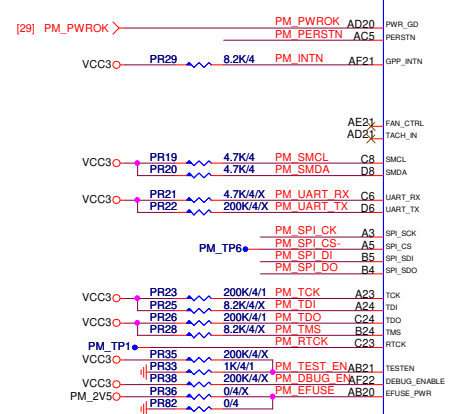 [29] PM_PWROK PM_PWROK AD20 PWR_GD
PM_PERSTN AC5 PERSTN
VCC3 PR29 8.2K/4 PM_INTN AF21 GPP_INTN
AE21 FAN_CTRL
AD21 TACH_IN
VCC3 PR19 4.7K/4 PM_SMCL C8 SMCL
PR20 4.7K/4 PM_SMDA D8 SMDA
VCC3 PR21 4.7K/4/X PM_UART_RX C6 UART_RX
PR22 200K/4/X PM_UART_TX D6 UART_TX
PM_SPI_CK A3 SPI_SCK
PM_TP6 PM_SPI_CS- A5 SPI_CS
PM_SPI_DI B5 SPI_SDI
PM_SPI_DO B4 SPI_SDO
VCC3 PR23 200K/4/1 PM_TCK A23 TCK
PR25 8.2K/4/X PM_TDI A24 TDI
VCC3 PR26 200K/4/1 PM_TDO C24 TDO
PR28 8.2K/4/X PM_TMS B24 TMS
PM_TP1 PM_RTCK C23 RTCK
VCC3 PR35 200K/4/X
PR33 1K/4/1 PM_TEST_EN AB21 TESTEN
VCC3 PR38 200K/4/X PM_DBUG_EN AF22 DEBUG_ENABLE
PM_2V5 PR36 0/4/X PM_EFUSE AB20 EFUSE_PWR
PR82 0/4